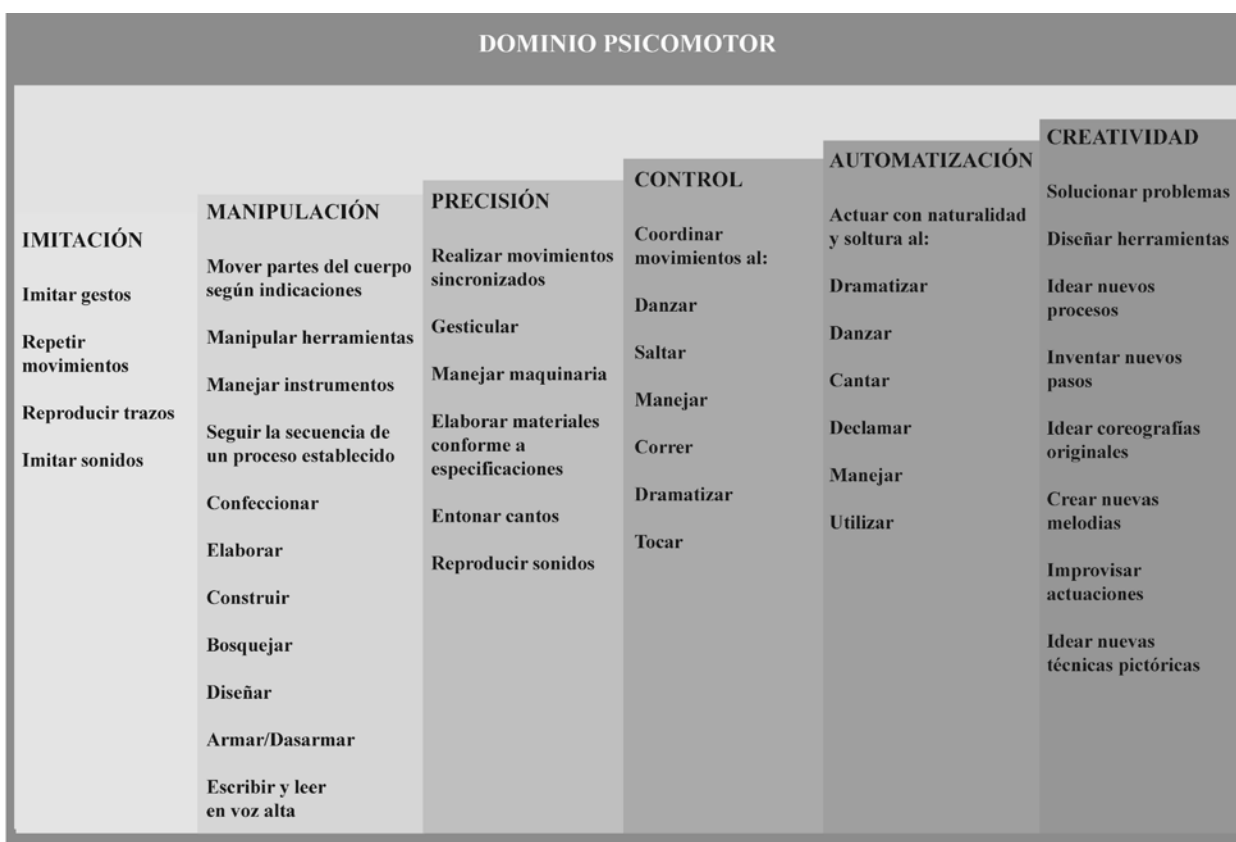 DOMINIO PSICOMOTOR
IMITACIÓN
Imitar gestos
Repetir
movimientos
Reproducir trazos
Imitar sonidos
MANIPULACIÓN
Mover partes del cuerpo
según indicaciones
Manipular herramientas
Manejar instrumentos
Seguir la secuencia de
un proceso establecido
Confeccionar
Elaborar
Construir
Bosquejar
Diseñar
Armar/Dasarmar
Escribir y leer
en voz alta
PRECISIÓN
Realizar movimientos
sincronizados
Gesticular
Manejar maquinaria
Elaborar materiales
conforme a
especificaciones
Entonar cantos
Reproducir sonidos
CONTROL
Coordinar
movimientos al:
Danzar
Saltar
Manejar
Correr
Dramatizar
Tocar
AUTOMATIZACIÓN
Actuar con naturalidad
y soltura al:
Dramatizar
Danzar
Cantar
Declamar
Manejar
Utilizar
CREATIVIDAD
Solucionar problemas
Diseñar herramientas
Idear nuevos
procesos
Inventar nuevos
pasos
Idear coreografías
originales
Crear nuevas
melodias
Improvisar
actuaciones
Idear nuevas
técnicas pictóricas